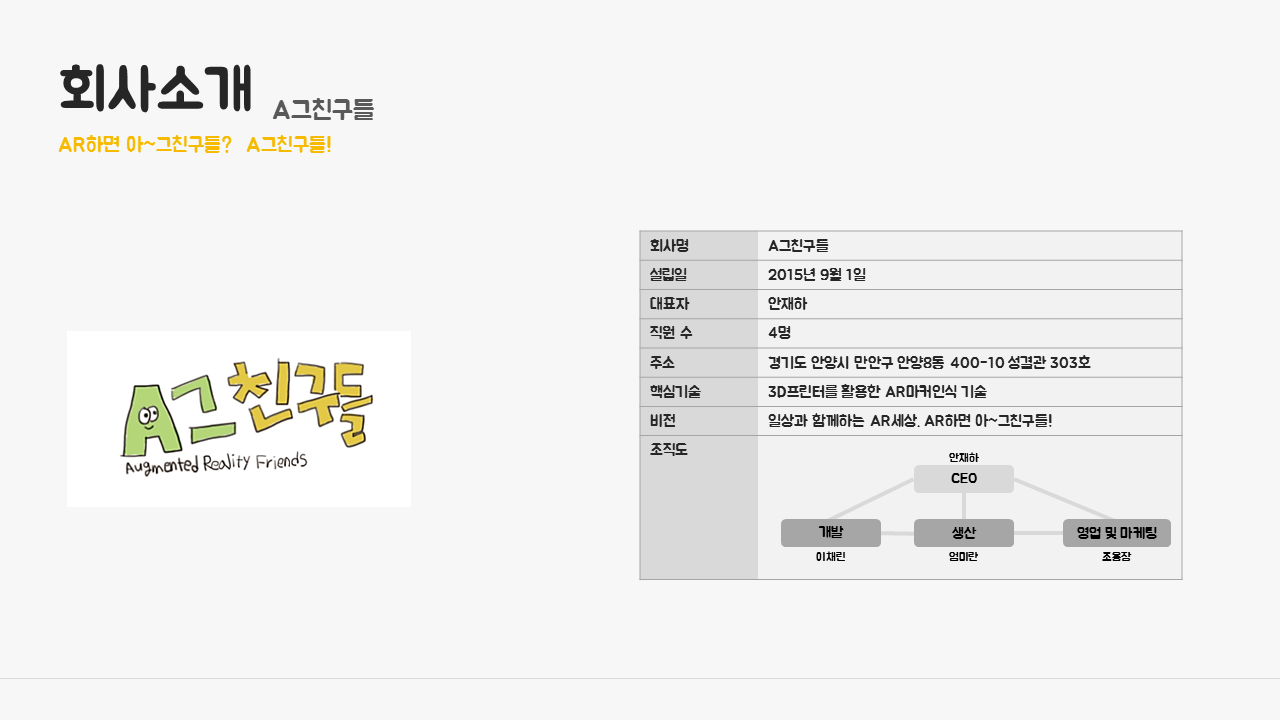 회사소개 A그친구들
AR하면 아~그친구들? A그친구들!
A그친구들
Augmented Reality Friends
회사명 A그친구들
설립일 2015년 9월 1일
대표자 안재하
직원 수 4명
주소 경기도 안양시 만안구 안양8동 400-10 성결관 303호
핵심기술 3D프린터를 활용한 AR마커인식 기술
비전 일상과 함께하는 AR세상. AR하면 아~그친구들!
조직도
안재하
CEO
개발 생산 영업 및 마케팅
이채린 엄미란 조용장